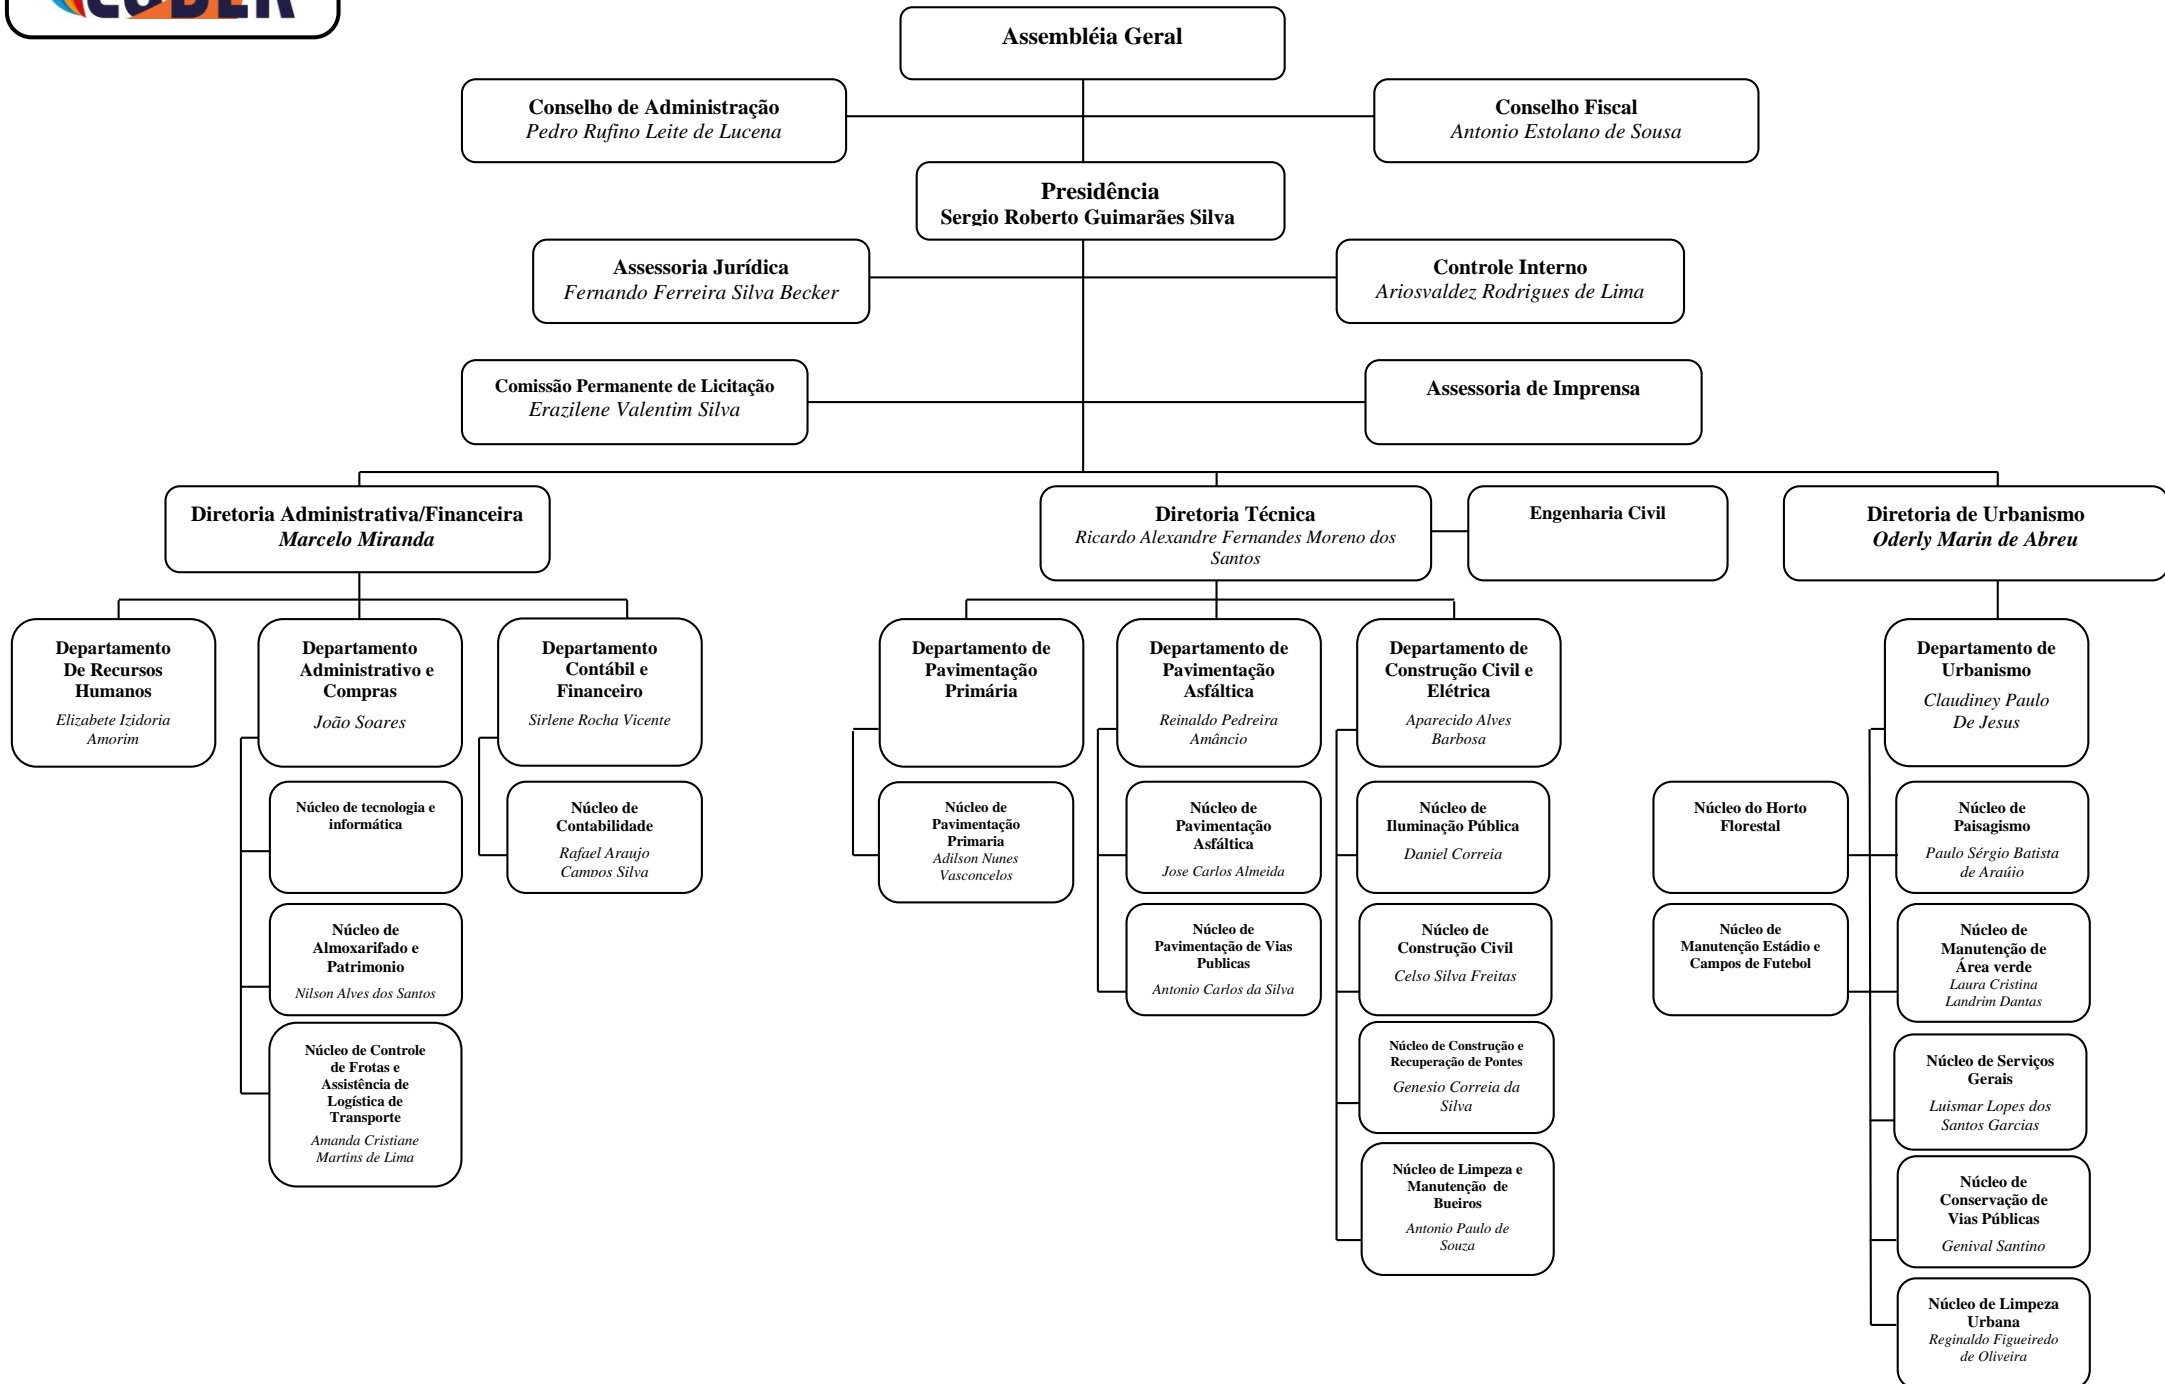 CODER
Assembléia Geral
Conselho de Administração
Pedro Rufino Leite de Lucena
Conselho Fiscal
Antonio Estolano de Sousa
Presidência
Sergio Roberto Guimarães Silva
Assessoria Jurídica
Fernando Ferreira Silva Becker
Controle Interno
Ariosvaldez Rodrigues de Lima
Comissão Permanente de Licitação
Erazilene Valentim Silva
Assessoria de Imprensa
Diretoria Administrativa/Financeira
Marcelo Miranda
Diretoria Técnica
Ricardo Alexandre Fernandes Moreno dos
Santos
Engenharia Civil
Diretoria de Urbanismo
Oderly Marin de Abreu
Departamento
De Recursos
Humanos
Elizabete Izidoria
Amorim
Departamento
Administrativo e
Compras
João Soares
Departamento
Contábil e
Financeiro
Sirlene Rocha Vicente
Departamento de
Pavimentação
Primária
Departamento de
Pavimentação
Asfáltica
Reinaldo Pedreira
Amâncio
Departamento de
Construção Civil e
Elétrica
Aparecido Alves
Barbosa
Departamento de
Urbanismo
Claudiney Paulo
De Jesus
Núcleo de tecnologia e
informática
Núcleo de
Contabilidade
Rafael Araujo
Campos Silva
Núcleo de
Pavimentação
Primaria
Adilson Nunes
Vasconcelos
Núcleo de
Pavimentação
Asfáltica
Jose Carlos Almeida
Núcleo de
Iluminação Pública
Daniel Correia
Núcleo do Horto
Florestal
Núcleo de
Paisagismo
Paulo Sérgio Batista
de Araújo
Núcleo de
Almoxarifado e
Patrimonio
Nilson Alves dos Santos
Núcleo de
Pavimentação de Vias
Publicas
Antonio Carlos da Silva
Núcleo de
Construção Civil
Celso Silva Freitas
Núcleo de
Manutenção Estádio e
Campos de Futebol
Núcleo de
Manutenção de
Área verde
Laura Cristina
Landrim Dantas
Núcleo de Controle
de Frotas e
Assistência de
Logística de
Transporte
Amanda Cristiane
Martins de Lima
Núcleo de Construção e
Recuperação de Pontes
Genesio Correia da
Silva
Núcleo de Serviços
Gerais
Luismar Lopes dos
Santos Garcias
Núcleo de Limpeza e
Manutenção  de
Bueiros
Antonio Paulo de
Souza
Núcleo de
Conservação de
Vias Públicas
Genival Santino
Núcleo de Limpeza
Urbana
Reginaldo Figueiredo
de Oliveira